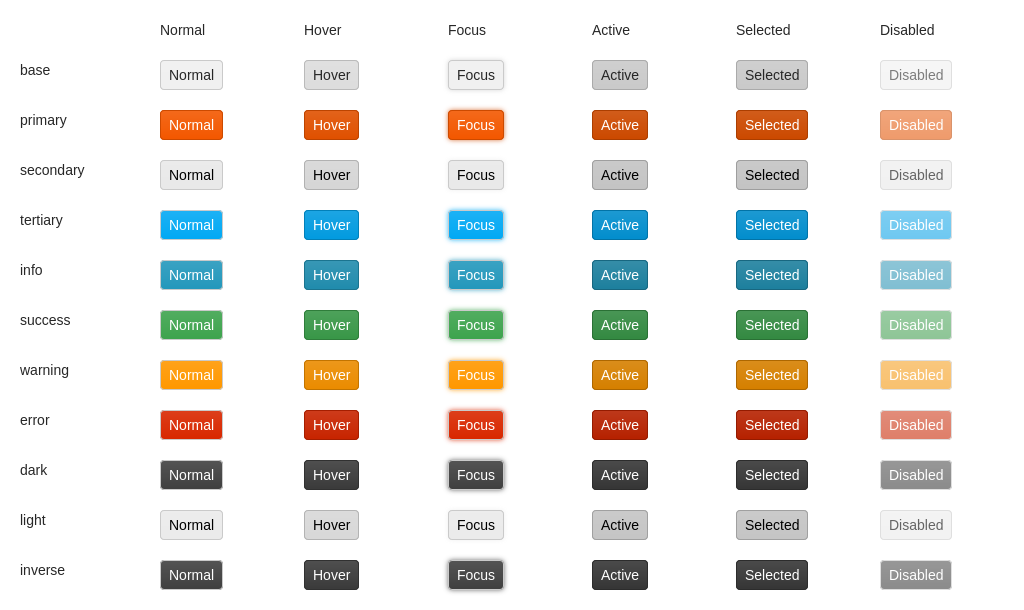 Normal Hover Focus Active Selected Disabled
base Normal Hover Focus Active Selected Disabled
primary Normal Hover Focus Active Selected Disabled
secondary Normal Hover Focus Active Selected Disabled
tertiary Normal Hover Focus Active Selected Disabled
info Normal Hover Focus Active Selected Disabled
success Normal Hover Focus Active Selected Disabled
warning Normal Hover Focus Active Selected Disabled
error Normal Hover Focus Active Selected Disabled
dark Normal Hover Focus Active Selected Disabled
light Normal Hover Focus Active Selected Disabled
inverse Normal Hover Focus Active Selected Disabled